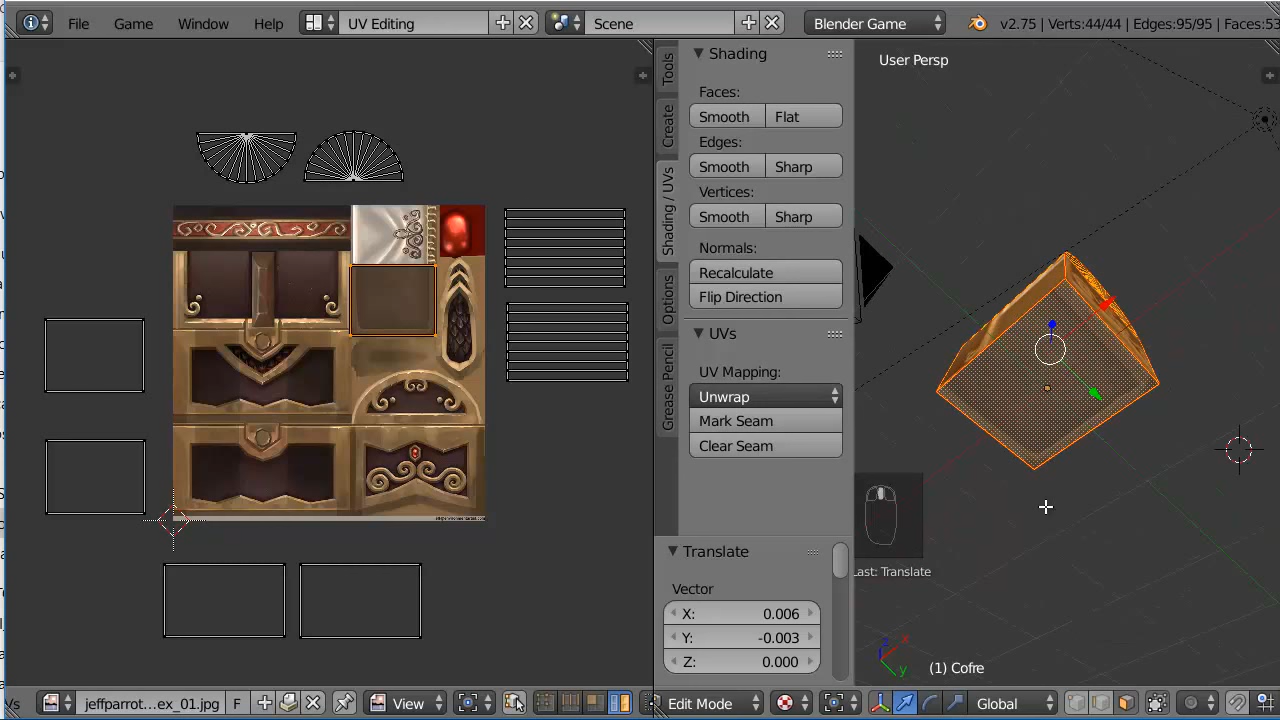 File Game Window Help UV Editing Scene Blender Game v2.75 | Verts:44/44 | Edges:95/95 | Faces:53
Shading
User Persp
Faces:
Smooth Flat
Edges:
Smooth Sharp
Vertices:
Smooth Sharp
Normals:
Recalculate
Flip Direction
UVs
UV Mapping:
Unwrap
Mark Seam
Clear Seam
Tools
Create
Shading / UVs
Options
Grease Pencil
Translate
Last: Translate
Vector
X: 0.006
Y: -0.003
Z: 0.000
x
z
y
(1) Cofre
Vs jeffparrot...ex_01.jpg F View Edit Mode Global